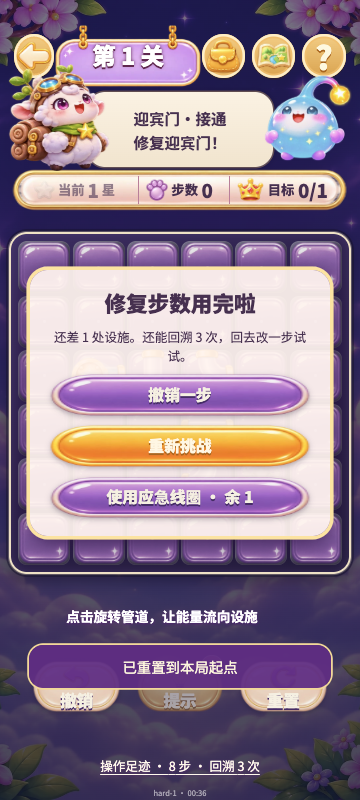 第 1 关
?
迎宾门·接通
修复迎宾门！
当前 1 星 步数 0 目标 0/1
修复步数用完啦
还差 1 处设施。还能回溯 3 次，回去改一步试
试。
撤销一步
重新挑战
使用应急线圈 · 余 1
点击旋转管道，让能量流向设施
已重置到本局起点
撤销 提示 重置
操作足迹 · 8 步 · 回溯 3 次
hard-1 · 00:36